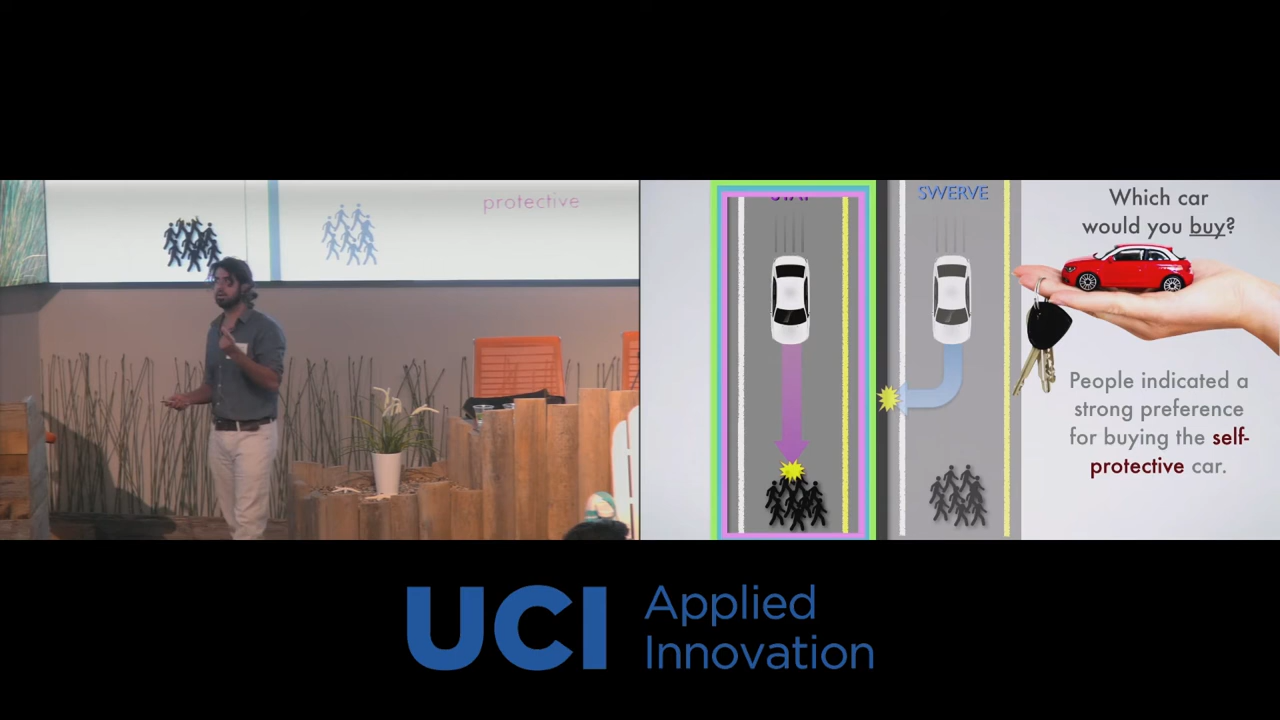 protective
STAY
SWERVE
Which car
would you buy?
People indicated a
strong preference
for buying the self-
protective car.
UCI Applied
Innovation